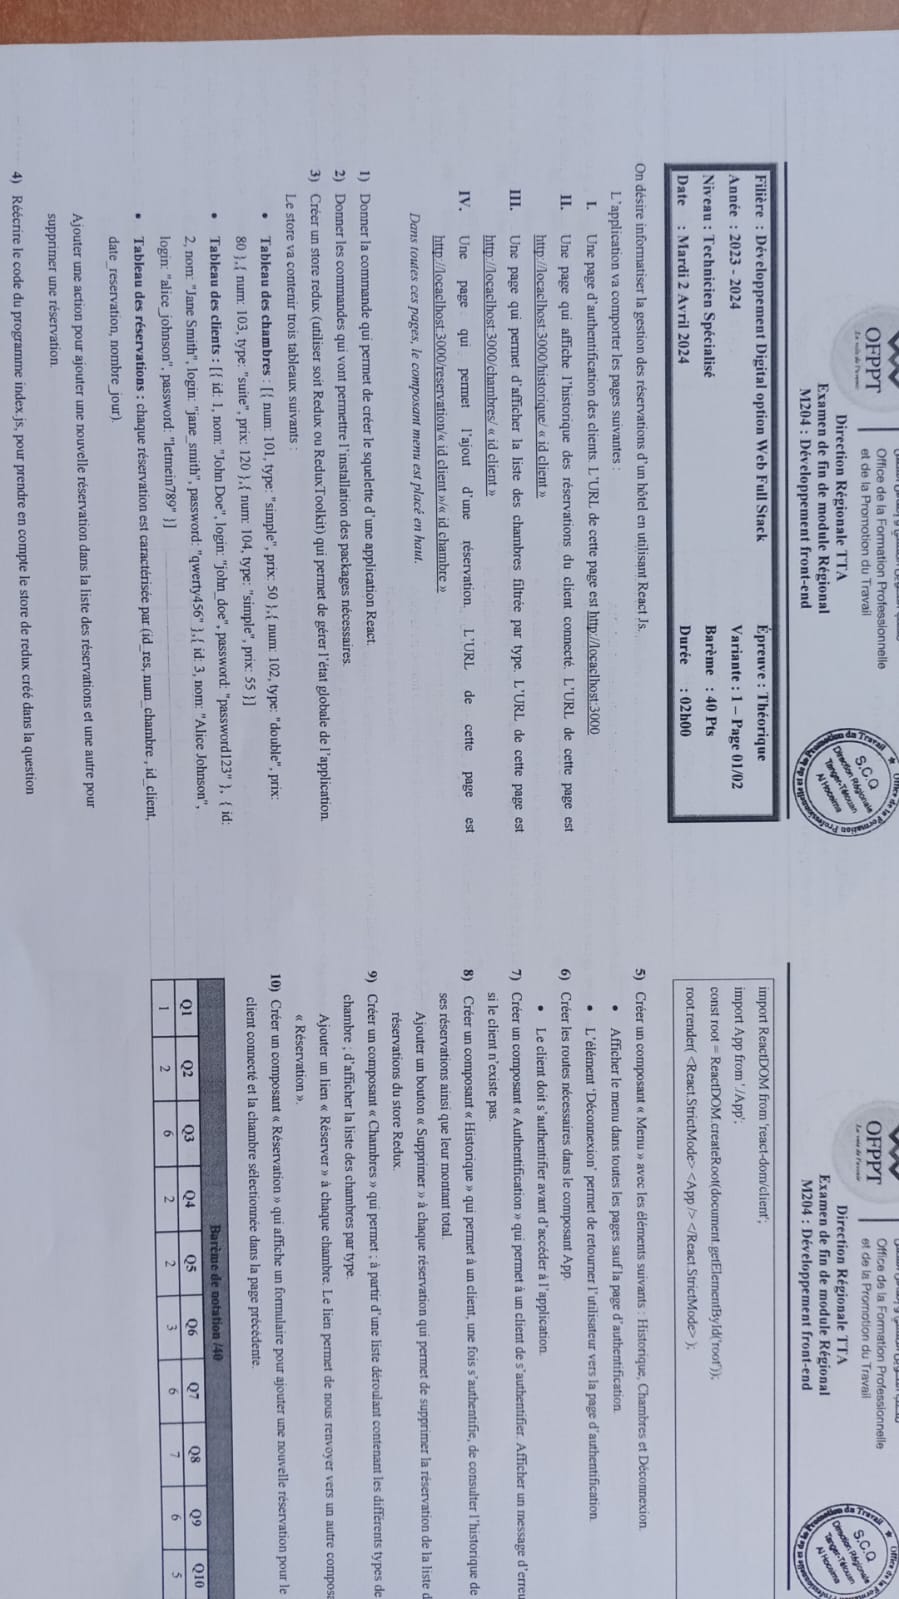 OFPPT
La voie de l'avenir
Office de la Formation Professionnelle
et de la Promotion du Travail
Direction Régionale TTA
Examen de fin de module Régional
M204 : Développement front-end
S.C.Q
Direction Régionale
Tanger-Tétouan
Al Hoceima
Filière : Développement Digital option Web Full Stack
Épreuve : Théorique
Année : 2023 - 2024
Variante : 1 – Page 01/02
Niveau : Technicien Spécialisé
Barème : 40 Pts
Date : Mardi 2 Avril 2024
Durée : 02h00
On désire informatiser la gestion des réservations d'un hôtel en utilisant React Js.
L'application va comporter les pages suivantes :
I. Une page d'authentification des clients. L'URL de cette page est http://locaclhost:3000
II. Une page qui affiche l'historique des réservations du client connecté. L'URL de cette page est
http://locaclhost:3000/historique/ « id client »
III. Une page qui permet d'afficher la liste des chambres filtrée par type. L'URL de cette page est
http://locaclhost:3000/chambres/ « id client »
IV. Une page qui permet l'ajout d'une réservation. L'URL de cette page est
http://locaclhost:3000/reservation/« id client »/« id chambre »
Dans toutes ces pages, le composant menu est placé en haut.
1) Donner la commande qui permet de créer le squelette d'une application React.
2) Donner les commandes qui vont permettre l'installation des packages nécessaires.
3) Créer un store redux (utiliser soit Redux ou ReduxToolkit) qui permet de gérer l'état globale de l'application.
Le store va contenir trois tableaux suivants :
• Tableau des chambres : [{ num: 101, type: "simple", prix: 50 },{ num: 102, type: "double", prix:
80 },{ num: 103, type: "suite", prix: 120 },{ num: 104, type: "simple", prix: 55 }]
• Tableau des clients : [{ id: 1, nom: "John Doe", login: "john_doe", password: "password123" }, { id:
2, nom: "Jane Smith", login: "jane_smith", password: "qwerty456" },{ id: 3, nom: "Alice Johnson",
login: "alice_johnson", password: "letmein789" }]
• Tableau des réservations : chaque réservation est caractérisée par (id_res, num_chambre , id_client,
date_reservation, nombre_jour).
Ajouter une action pour ajouter une nouvelle réservation dans la liste des réservations et une autre pour
supprimer une réservation.
4) Réécrire le code du programme index.js, pour prendre en compte le store de redux créé dans la question
OFPPT
La voie de l'avenir
Office de la Formation Professionnelle
et de la Promotion du Travail
Direction Régionale TTA
Examen de fin de module Régional
M204 : Développement front-end
S.C.Q
Direction Régionale
Tanger-Tétouan
Al Hoceima
import ReactDOM from 'react-dom/client';
import App from './App';
const root = ReactDOM.createRoot(document.getElementById('root'));
root.render( <React.StrictMode> <App /> </React.StrictMode> );
5) Créer un composant « Menu » avec les éléments suivants : Historique, Chambres et Déconnexion.
• Afficher le menu dans toutes les pages sauf la page d'authentification.
• L'élément 'Déconnexion' permet de retourner l'utilisateur vers la page d'authentification.
6) Créer les routes nécessaires dans le composant App.
• Le client doit s'authentifier avant d'accéder à l'application.
7) Créer un composant « Authentification » qui permet à un client de s'authentifier. Afficher un message d'erreu
si le client n'existe pas.
8) Créer un composant « Historique » qui permet à un client, une fois s'authentifie, de consulter l'historique de
ses réservations ainsi que leur montant total.
Ajouter un bouton « Supprimer » à chaque réservation qui permet de supprimer la réservation de la liste d
réservations du store Redux.
9) Créer un composant « Chambres » qui permet ; à partir d'une liste déroulant contenant les différents types de
chambre ; d'afficher la liste des chambres par type.
Ajouter un lien « Réserver » à chaque chambre. Le lien permet de nous renvoyer vers un autre composa
« Réservation ».
10) Créer un composant « Réservation » qui affiche un formulaire pour ajouter une nouvelle réservation pour le
client connecté et la chambre sélectionnée dans la page précédente.
Barème de notation /40
Q1 Q2 Q3 Q4 Q5 Q6 Q7 Q8 Q9 Q10
1 2 6 2 2 3 6 7 6 5